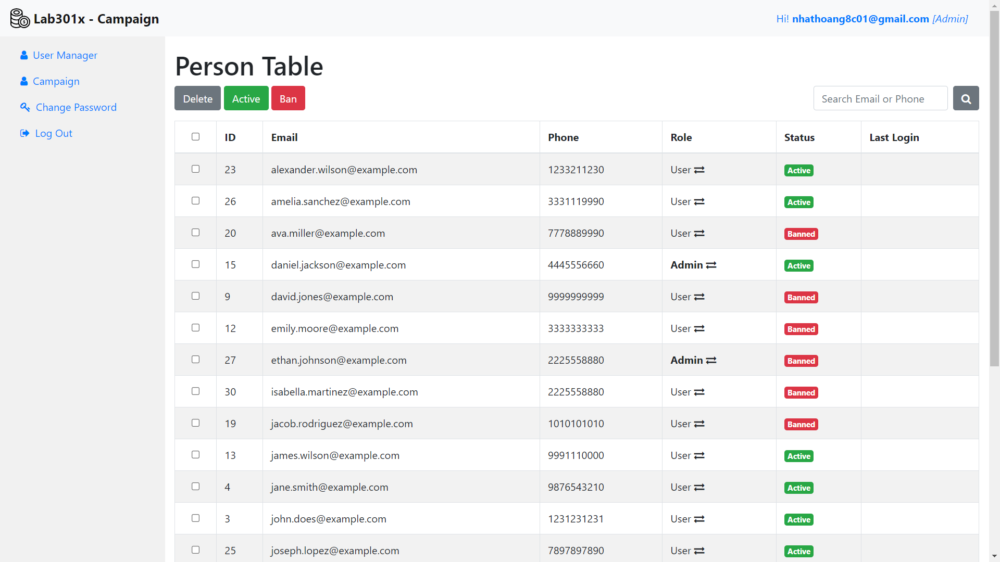 Lab301x - Campaign
Hi! nhathoang8c01@gmail.com [Admin]
User Manager
Campaign
Change Password
Log Out
Person Table
Delete Active Ban Search Email or Phone
ID Email Phone Role Status Last Login
23 alexander.wilson@example.com 1233211230 User Active
26 amelia.sanchez@example.com 3331119990 User Active
20 ava.miller@example.com 7778889990 User Banned
15 daniel.jackson@example.com 4445556660 Admin Active
9 david.jones@example.com 9999999999 User Banned
12 emily.moore@example.com 3333333333 User Banned
27 ethan.johnson@example.com 2225558880 Admin Banned
30 isabella.martinez@example.com 2225558880 User Banned
19 jacob.rodriguez@example.com 1010101010 User Banned
13 james.wilson@example.com 9991110000 User Active
4 jane.smith@example.com 9876543210 User Active
3 john.does@example.com 1231231231 User Active
25 joseph.lopez@example.com 7897897890 User Active